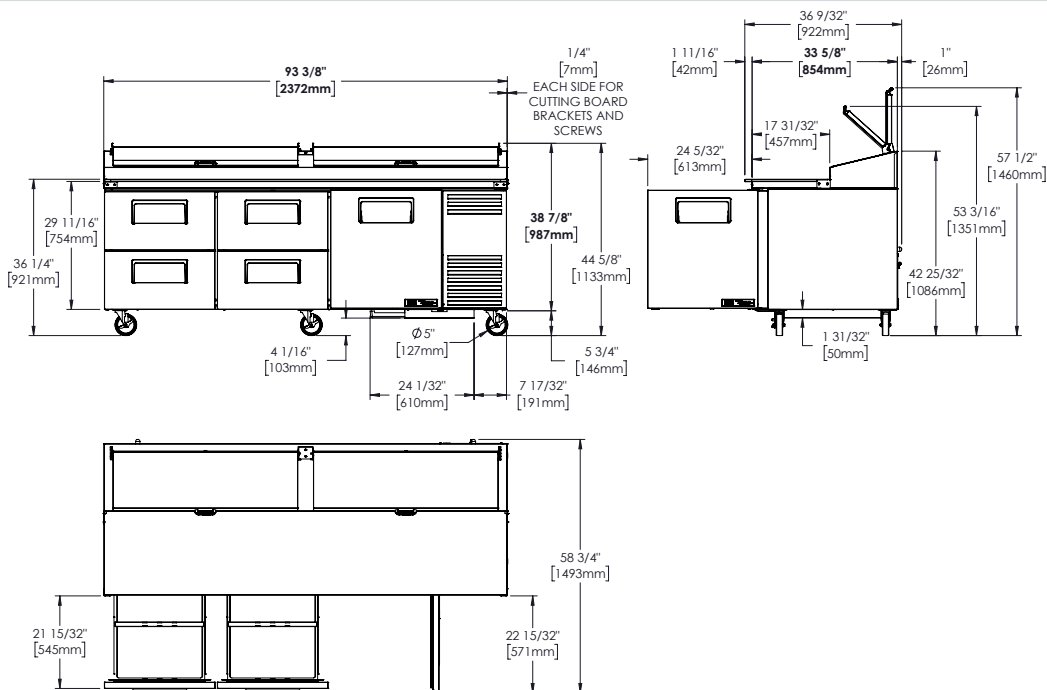 93 3/8"
[2372mm]
1/4"
[7mm]
EACH SIDE FOR
CUTTING BOARD
BRACKETS AND
SCREWS
29 11/16"
[754mm]
36 1/4"
[921mm]
38 7/8"
[987mm]
44 5/8"
[1133mm]
4 1/16"
[103mm]
Ø 5"
[127mm]
5 3/4"
[146mm]
24 1/32"
[610mm]
7 17/32"
[191mm]
36 9/32"
[922mm]
1 11/16"
[42mm]
33 5/8"
[854mm]
1"
[26mm]
17 31/32"
[457mm]
24 5/32"
[613mm]
57 1/2"
[1460mm]
53 3/16"
[1351mm]
42 25/32"
[1086mm]
1 31/32"
[50mm]
58 3/4"
[1493mm]
21 15/32"
[545mm]
22 15/32"
[571mm]